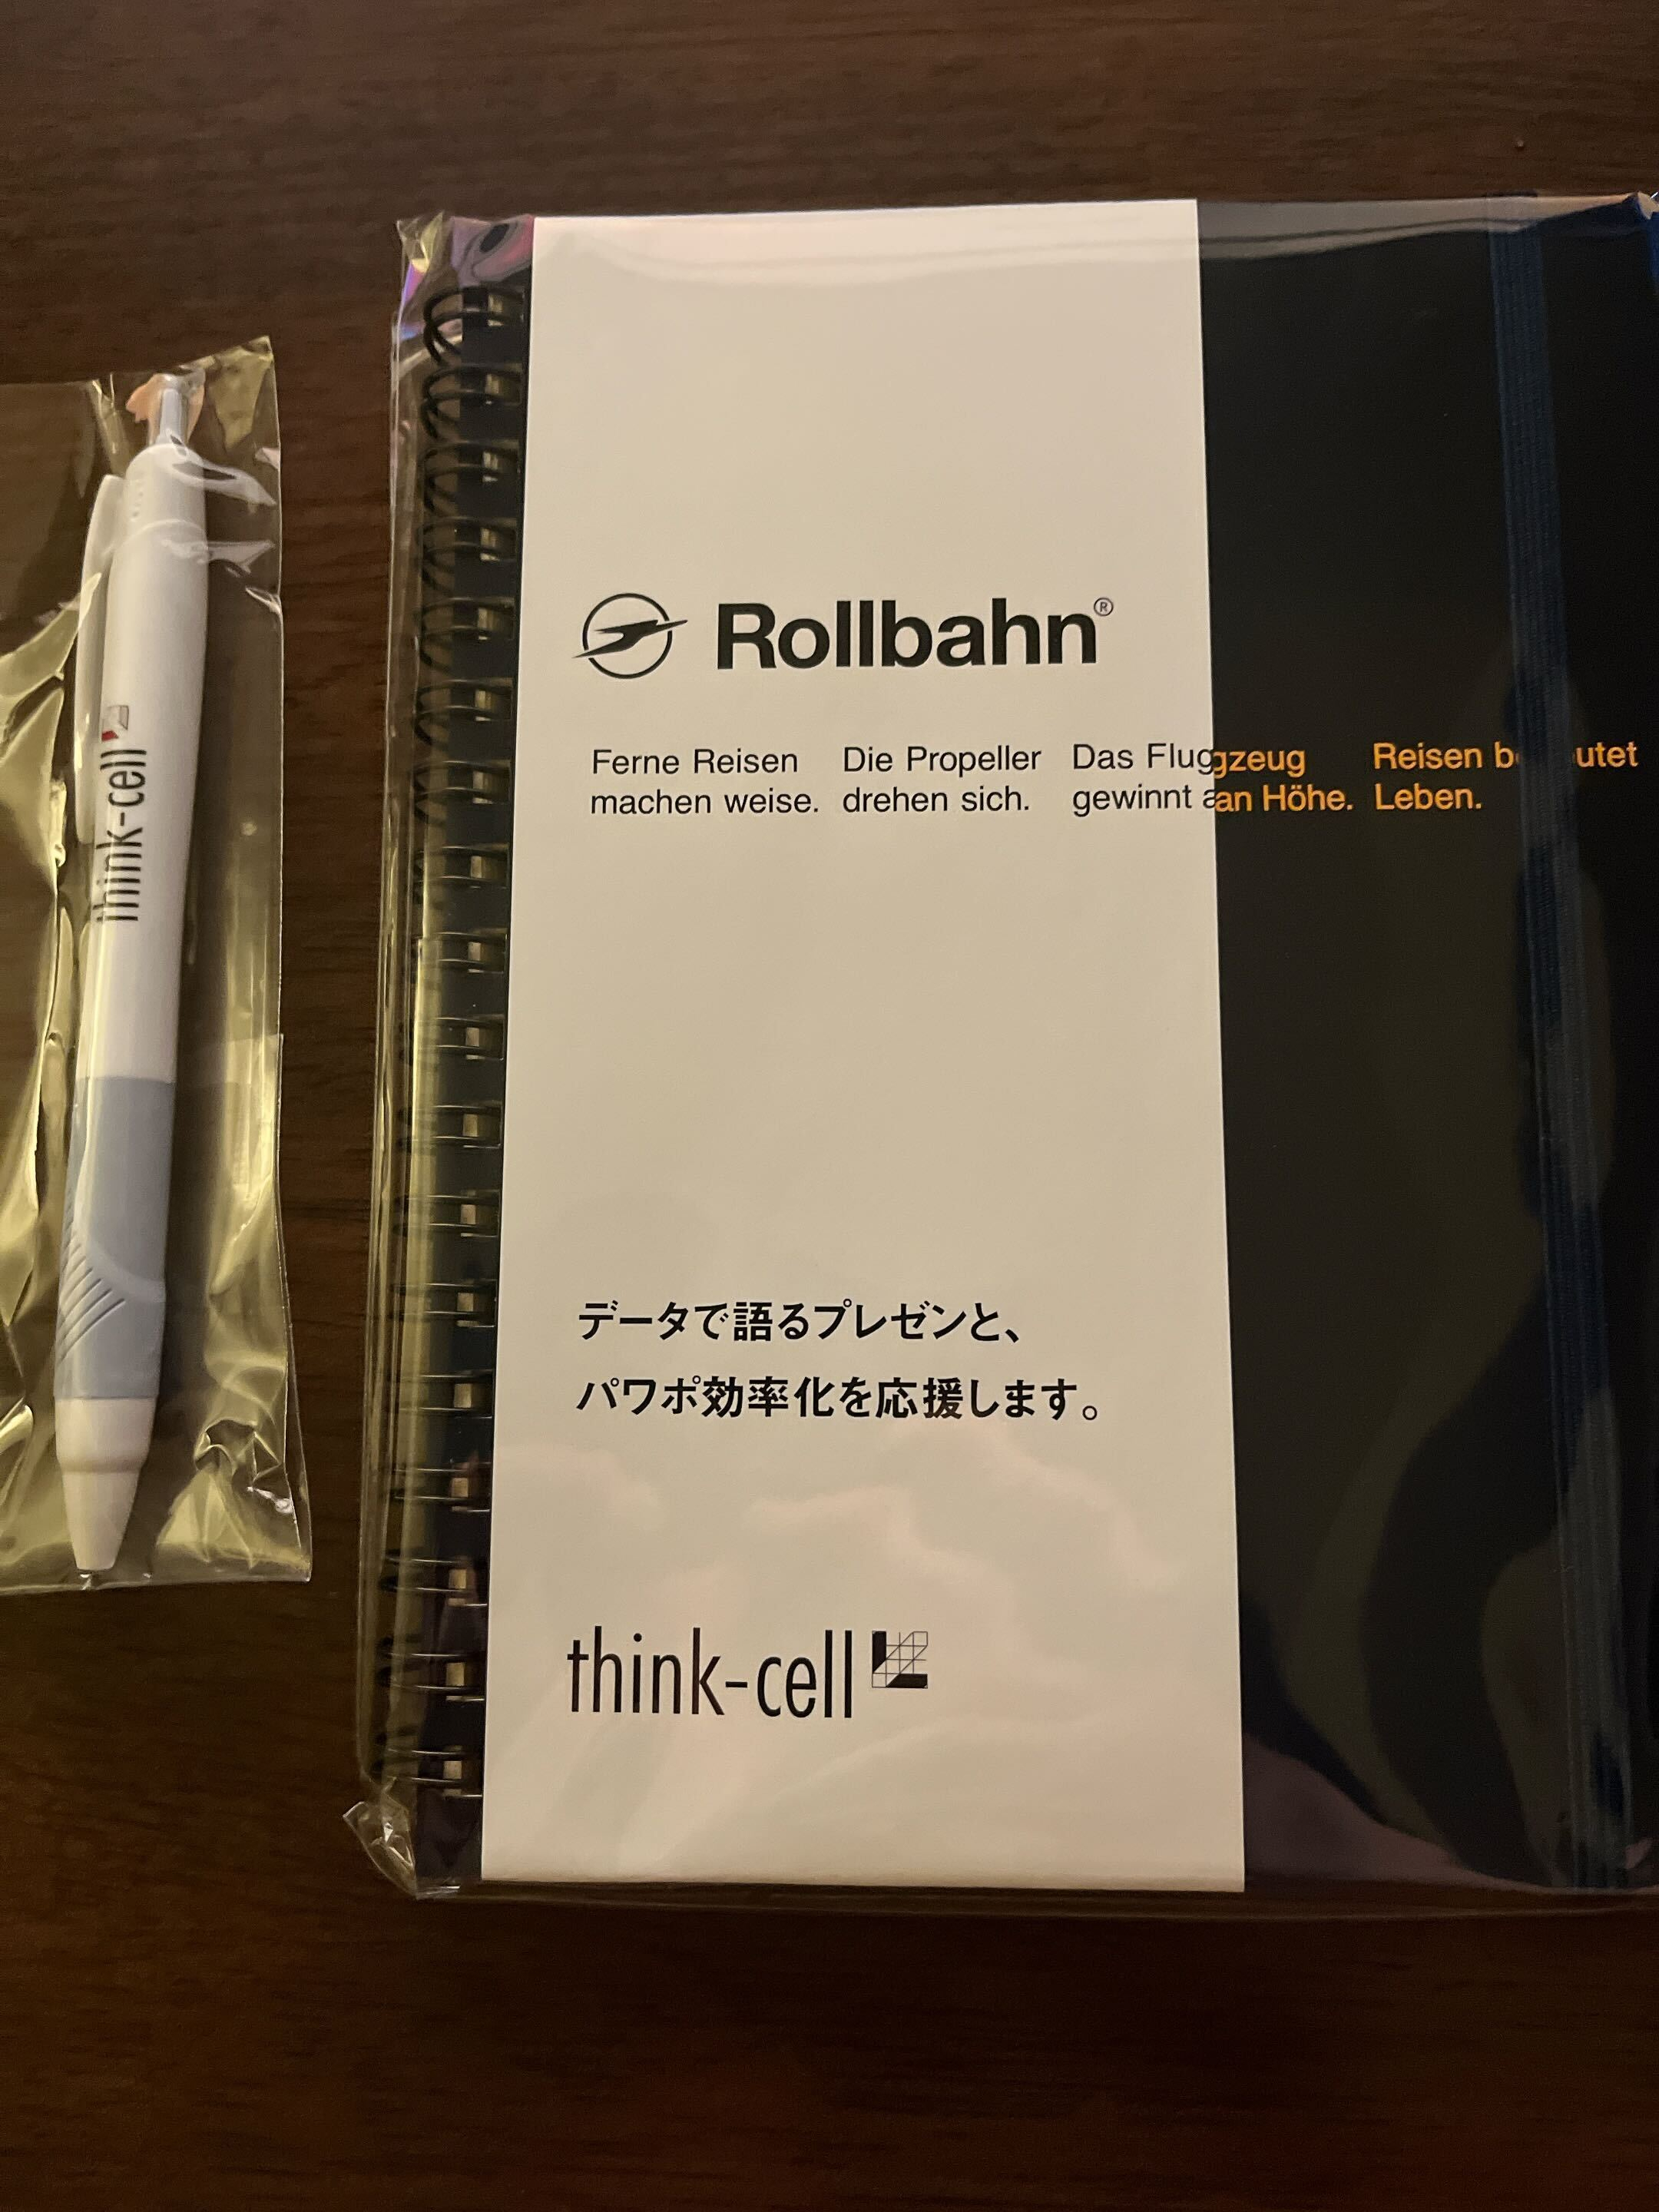 think-cell
Rollbahn®
Ferne Reisen
machen weise.
Die Propeller
drehen sich.
Das Flugzeug
gewinnt an Höhe.
Reisen
Leben.
データで語るプレゼンと、
パワポ効率化を応援します。
think-cell